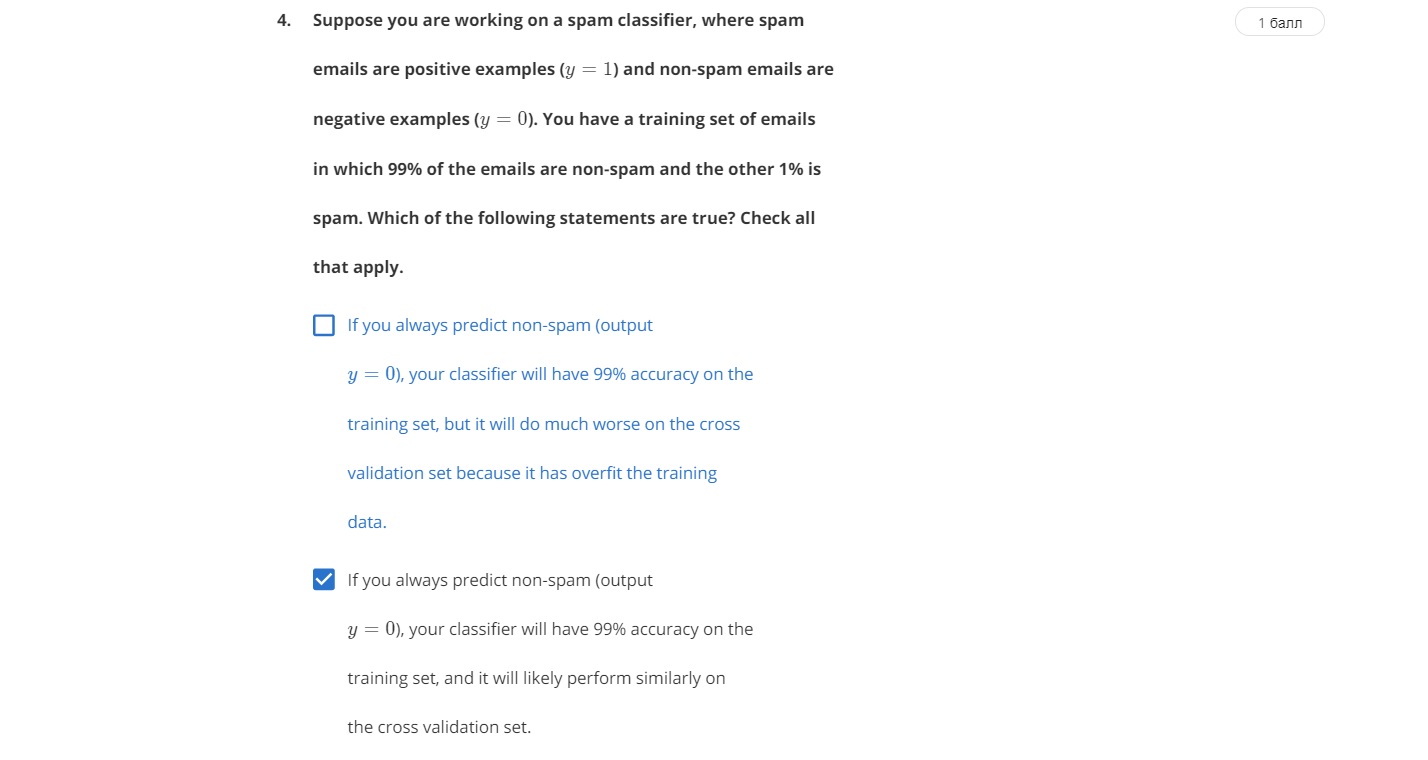 4. Suppose you are working on a spam classifier, where spam
1 балл
emails are positive examples (y = 1) and non-spam emails are
negative examples (y = 0). You have a training set of emails
in which 99% of the emails are non-spam and the other 1% is
spam. Which of the following statements are true? Check all
that apply.
If you always predict non-spam (output
y = 0), your classifier will have 99% accuracy on the
training set, but it will do much worse on the cross
validation set because it has overfit the training
data.
If you always predict non-spam (output
y = 0), your classifier will have 99% accuracy on the
training set, and it will likely perform similarly on
the cross validation set.